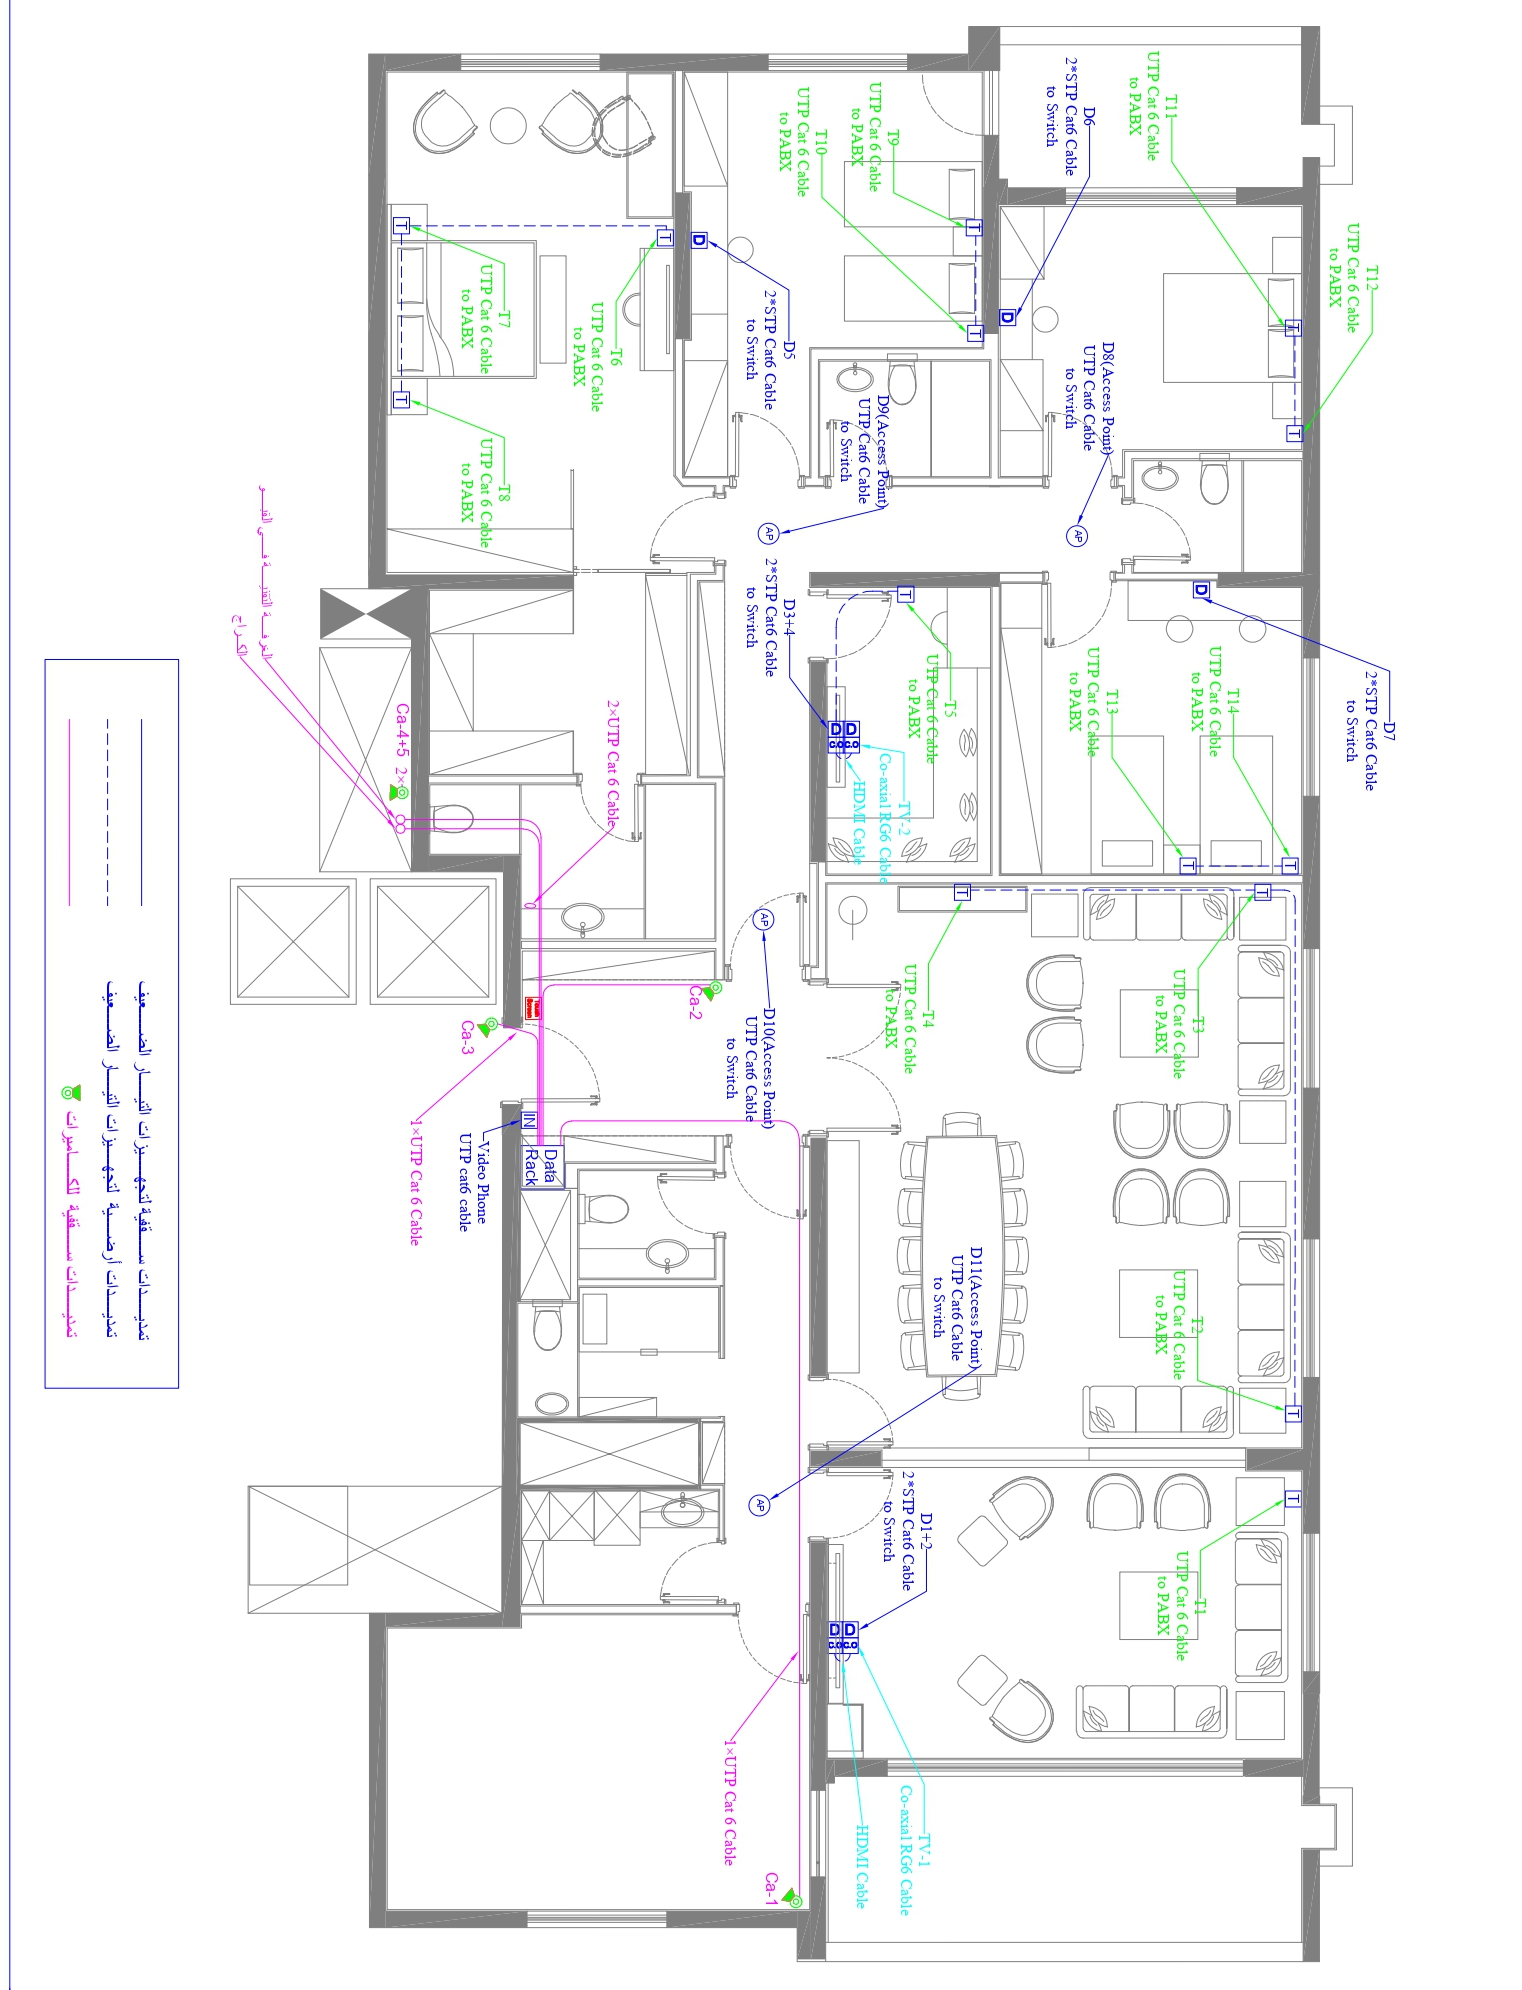 T11
UTP Cat 6 Cable
to PABX
D6
2*STP Cat6 Cable
to Switch
T9
UTP Cat 6 Cable
to PABX
T10
UTP Cat 6 Cable
to PABX
T12
UTP Cat 6 Cable
to PABX
T7
UTP Cat 6 Cable
to PABX
T6
UTP Cat 6 Cable
to PABX
T8
UTP Cat 6 Cable
to PABX
D5
2*STP Cat6 Cable
to Switch
D8(Access Point)
UTP Cat6 Cable
to Switch
D9(Access Point)
UTP Cat6 Cable
to Switch
T
T
T
T
T
T
T
D
D
AP
AP
D3+4
2*STP Cat6 Cable
to Switch
T5
UTP Cat 6 Cable
to PABX
T13
UTP Cat 6 Cable
to PABX
T14
UTP Cat 6 Cable
to PABX
D7
2*STP Cat6 Cable
to Switch
T
D
D
D
C.O
C.O
T
T
TV-2
Co-axial RG6 Cable
HDMI Cable
الغرفة التقنية في القبو
الكراج
Ca-4+5 2×
2×UTP Cat 6 Cable
AP
T
T
T4
UTP Cat 6 Cable
to PABX
T3
UTP Cat 6 Cable
to PABX
Ca-2
Ca-3
Touch
Screen
D10(Access Point)
UTP Cat6 Cable
to Switch
1×UTP Cat 6 Cable
Video Phone
UTP cat6 cable
IN
Data
Rack
D11(Access Point)
UTP Cat6 Cable
to Switch
T2
UTP Cat 6 Cable
to PABX
T
AP
T
D1+2
2*STP Cat6 Cable
to Switch
T1
UTP Cat 6 Cable
to PABX
D
D
C.O
C.O
1×UTP Cat 6 Cable
TV-1
Co-axial RG6 Cable
HDMI Cable
Ca-1
تمديدات سقفية لتجهيزات التيار الضعيف
تمديدات أرضية لتجهيزات التيار الضعيف
تمديدات سقفية للكاميرات